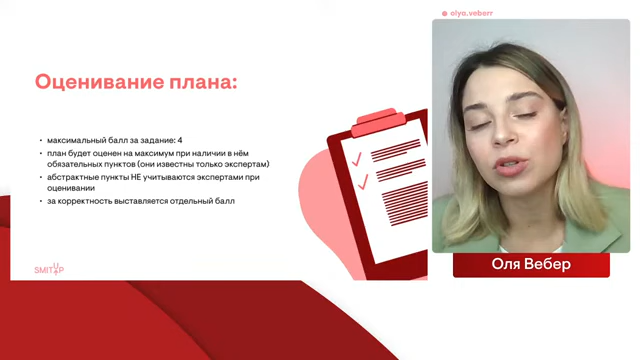 olya.veberr
Оценивание плана:
• максимальный балл за задание: 4
• план будет оценен на максимум при наличии в нём
обязательных пунктов (они известны только экспертам)
• абстрактные пункты НЕ учитываются экспертами при
оценивании
• за корректность выставляется отдельный балл
SMITUP
Оля Вебер